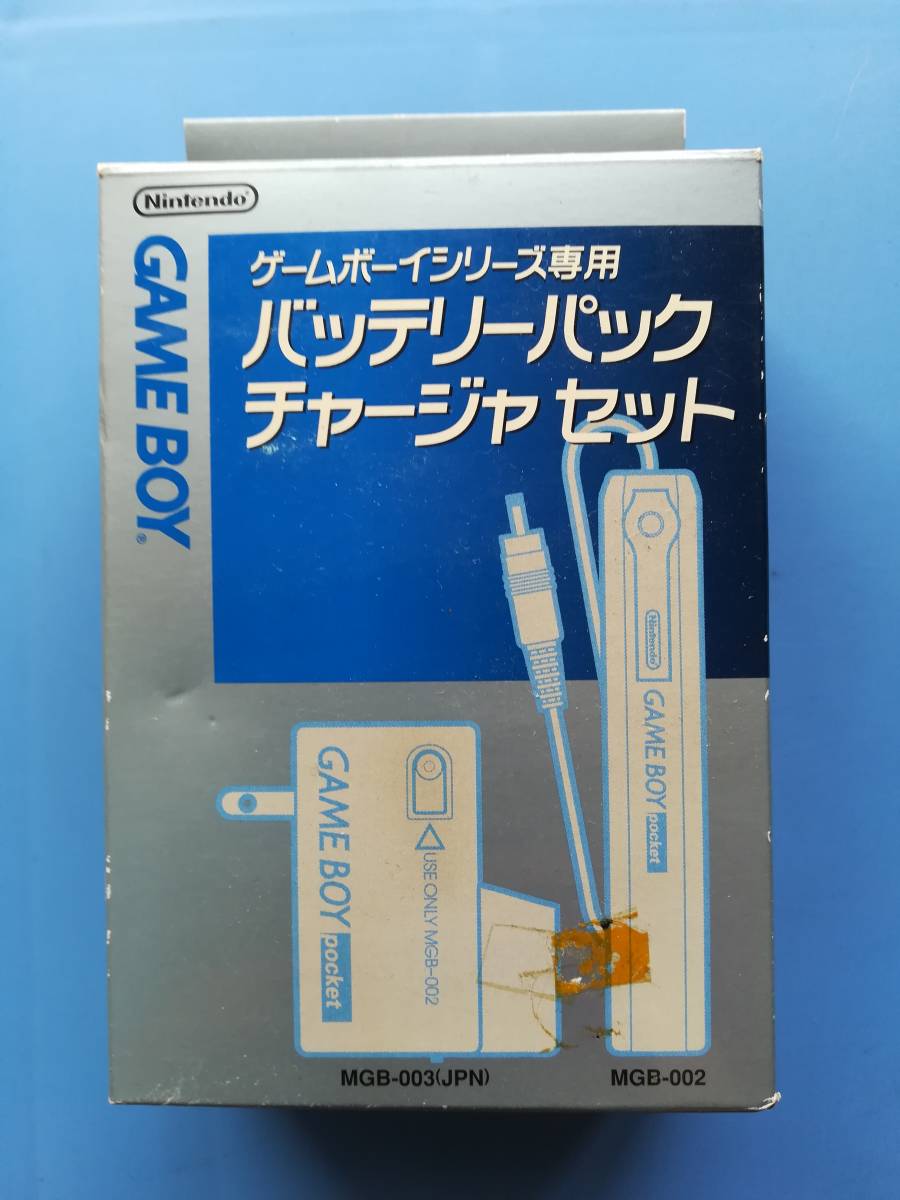 Nintendo®
GAME BOY®
ゲームボーイシリーズ専用
バッテリーパック
チャージャ セット
Nintendo
GAME BOY pocket
GAME BOY pocket
USE ONLY MGB-002
MGB-003(JPN)
MGB-002